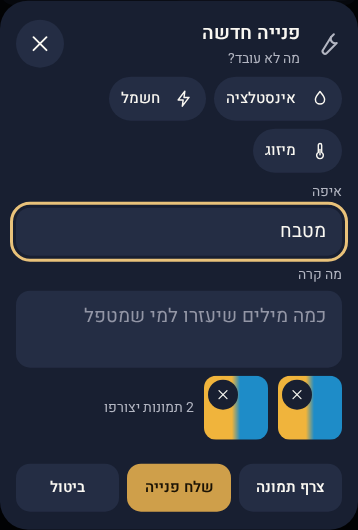 פנייה חדשה
מה לא עובד?
אינסטלציה
חשמל
מיזוג
איפה
מטבח
מה קרה
כמה מילים שיעזרו למי שמטפל
2 תמונות יצורפו
צרף תמונה
שלח פנייה
ביטול